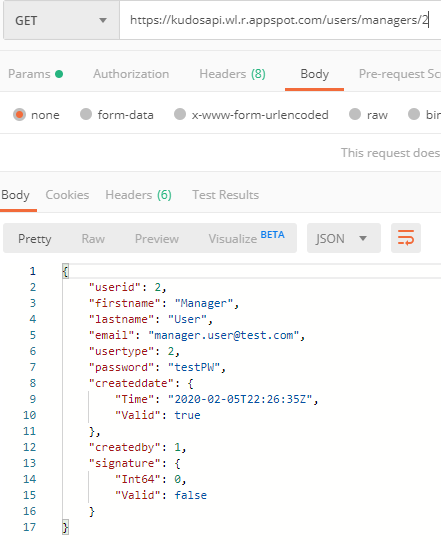 GET https://kudosapi.wl.r.appspot.com/users/managers/2
Params Authorization Headers (8) Body Pre-request Sc
none form-data x-www-form-urlencoded raw bin
This request does
Body Cookies Headers (6) Test Results
Pretty Raw Preview Visualize BETA JSON
1 {
2 "userid": 2,
3 "firstname": "Manager",
4 "lastname": "User",
5 "email": "manager.user@test.com",
6 "usertype": 2,
7 "password": "testPW",
8 "createddate": {
9 "Time": "2020-02-05T22:26:35Z",
10 "Valid": true
11 },
12 "createdby": 1,
13 "signature": {
14 "Int64": 0,
15 "Valid": false
16 }
17 }